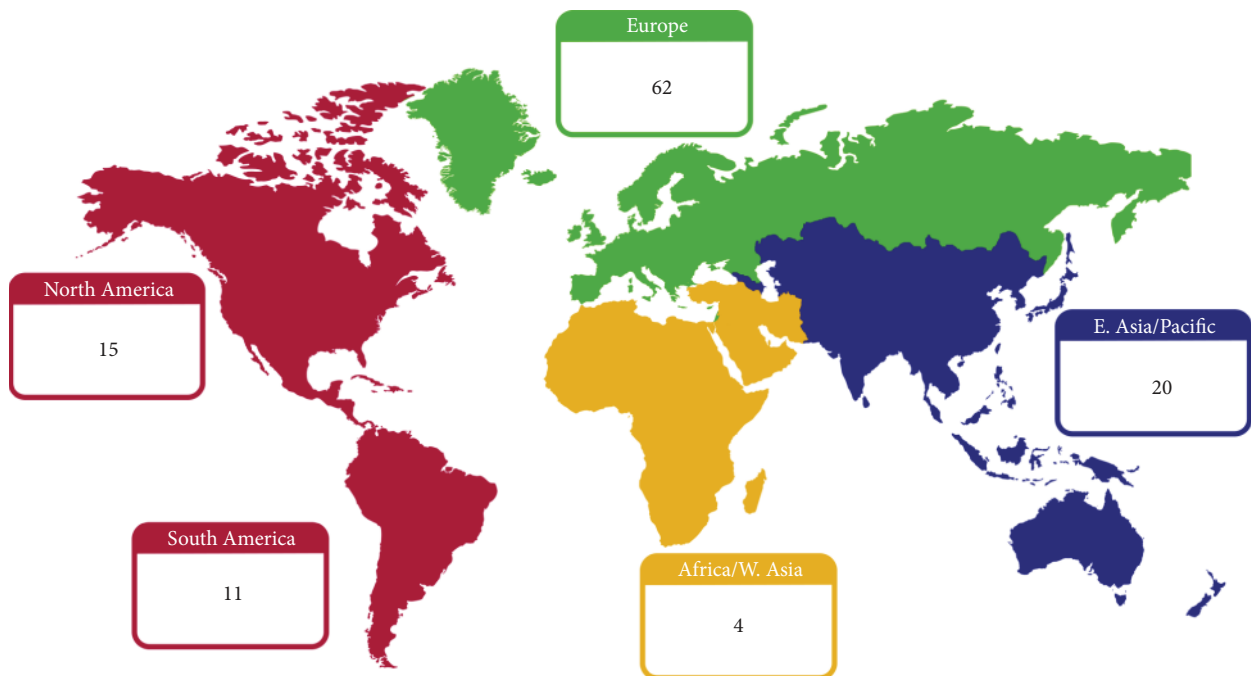 Europe
62
North America
15
E. Asia/Pacific
20
South America
11
Africa/W. Asia
4